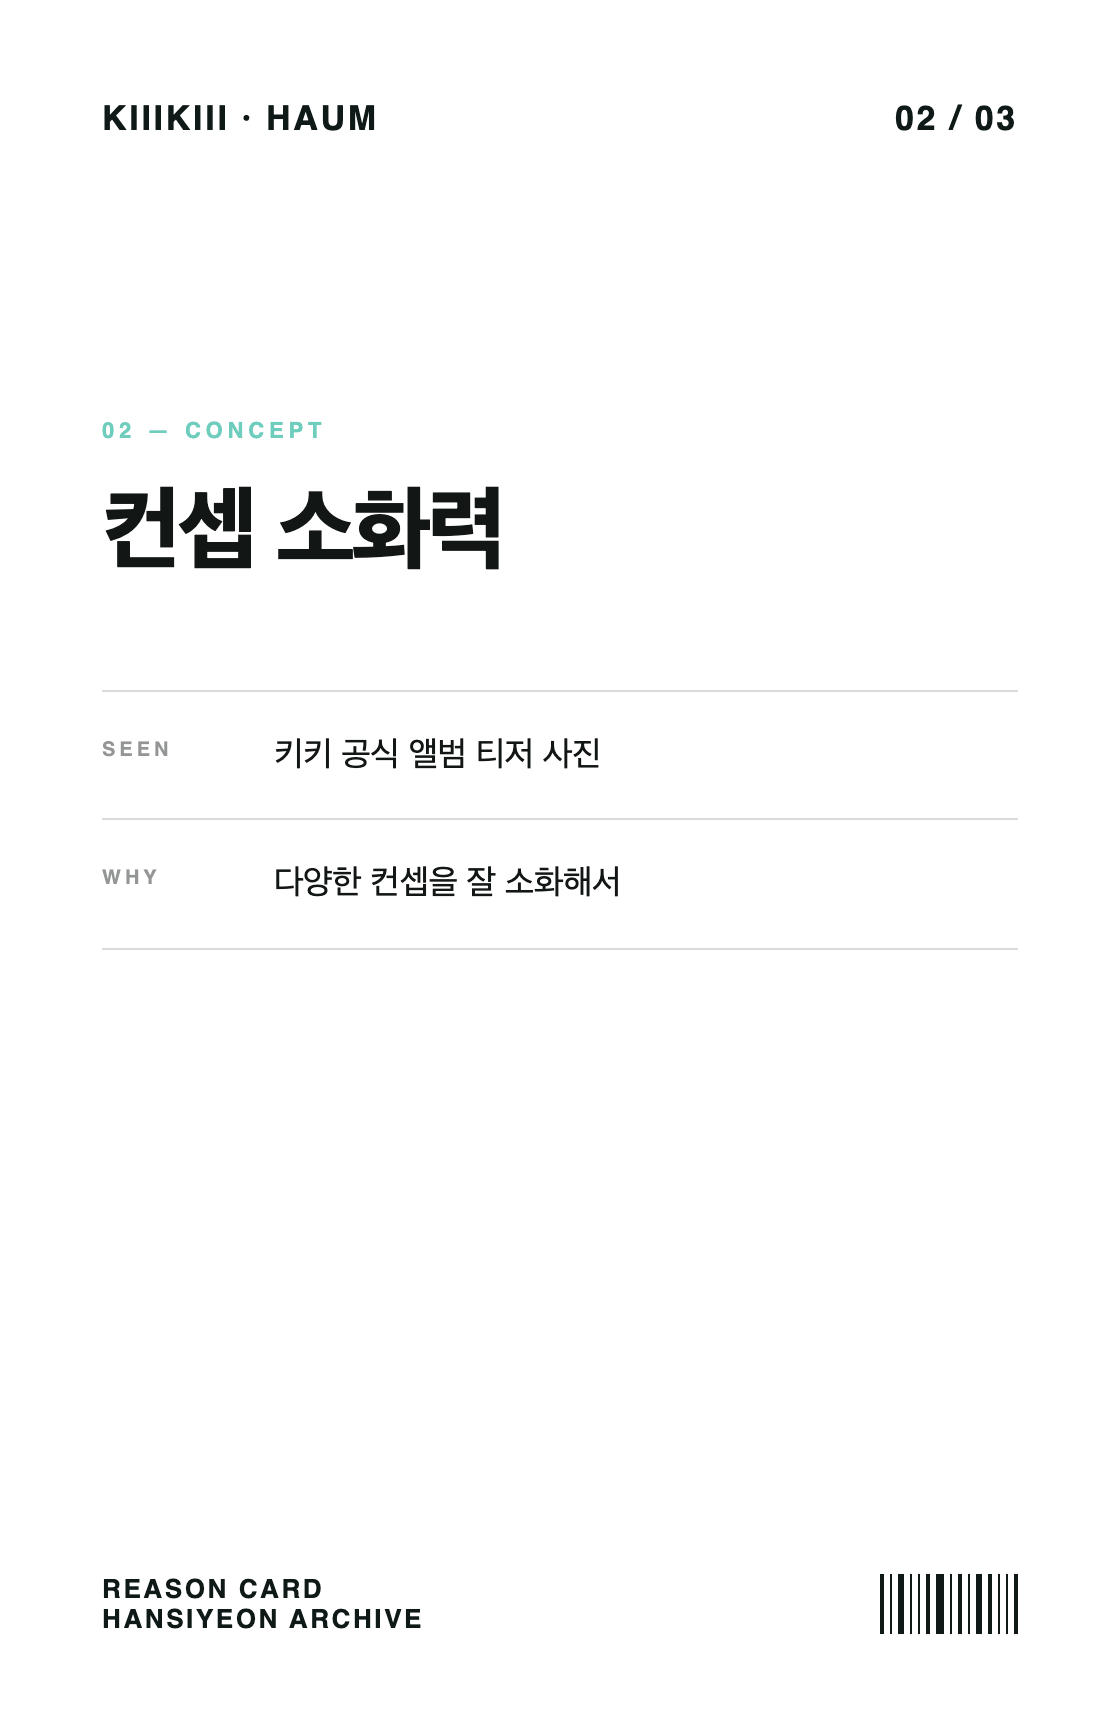 KIIIKIII · HAUM
02 / 03
02 — CONCEPT
컨셉 소화력
SEEN
키키 공식 앨범 티저 사진
WHY
다양한 컨셉을 잘 소화해서
REASON CARD
HANSIYEON ARCHIVE